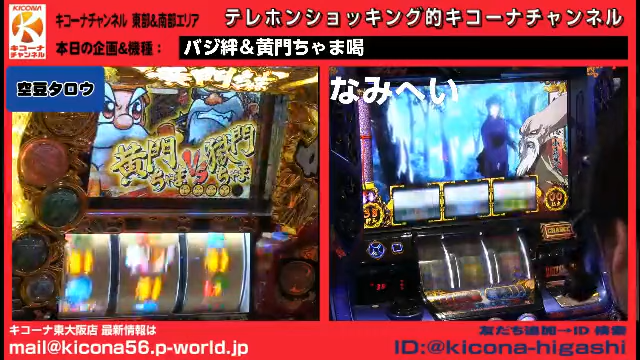 KICONA
キコーナ
チャンネル
キコーナチャンネル 東部&南部エリア
テレホンショッキング的キコーナチャンネル
本日の企画&機種：
バジ絆&黄門ちゃま喝
空豆タロウ
なみへい
黄門ちゃま
VS
CHANCE
キコーナ東大阪店 最新情報は
mail@kicona56.p-world.jp
友だち追加→ID 検索
ID:@kicona-higashi